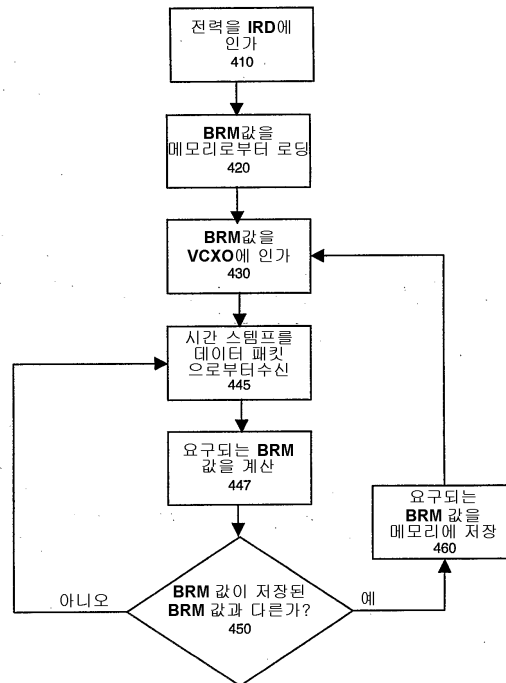 전력을 IRD에
인가
410
BRM값을
메모리로부터 로딩
420
BRM값을
VCXO에 인가
430
시간 스템프를
데이터 패킷
으로부터수신
445
요구되는 BRM
값을 계산
447
요구되는
BRM 값을
메모리에 저장
460
아니오
BRM 값이 저장된
BRM 값과 다른가?
450
예